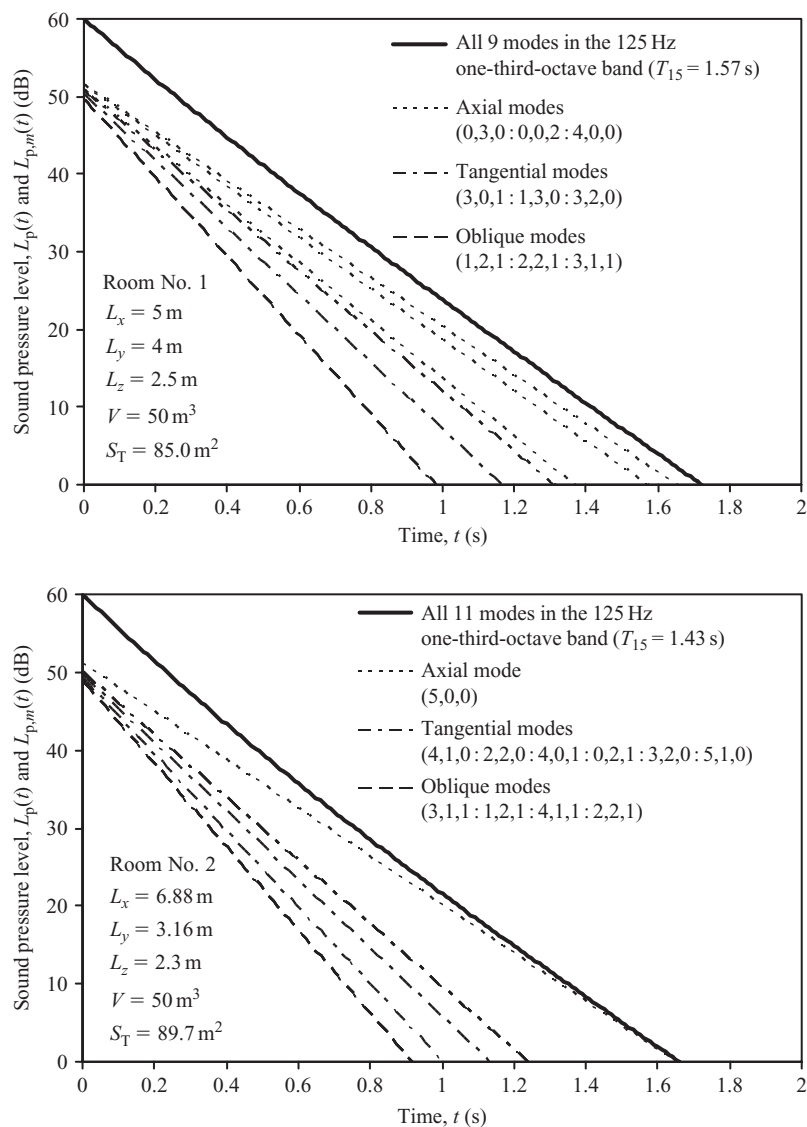 60
50
40
30
20
10
0
Sound pressure level, Lp(t) and Lp,m(t) (dB)
All 9 modes in the 125 Hz
one-third-octave band (T15 = 1.57 s)
Axial modes
(0,3,0 : 0,0,2 : 4,0,0)
Tangential modes
(3,0,1 : 1,3,0 : 3,2,0)
Oblique modes
(1,2,1 : 2,2,1 : 3,1,1)
Room No. 1
Lx = 5 m
Ly = 4 m
Lz = 2.5 m
V = 50 m³
ST = 85.0 m²
0 0.2 0.4 0.6 0.8 1 1.2 1.4 1.6 1.8 2
Time, t (s)
60
50
40
30
20
10
0
Sound pressure level, Lp(t) and Lp,m(t) (dB)
All 11 modes in the 125 Hz
one-third-octave band (T15 = 1.43 s)
Axial mode
(5,0,0)
Tangential modes
(4,1,0 : 2,2,0 : 4,0,1 : 0,2,1 : 3,2,0 : 5,1,0)
Oblique modes
(3,1,1 : 1,2,1 : 4,1,1 : 2,2,1)
Room No. 2
Lx = 6.88 m
Ly = 3.16 m
Lz = 2.3 m
V = 50 m³
ST = 89.7 m²
0 0.2 0.4 0.6 0.8 1 1.2 1.4 1.6 1.8 2
Time, t (s)